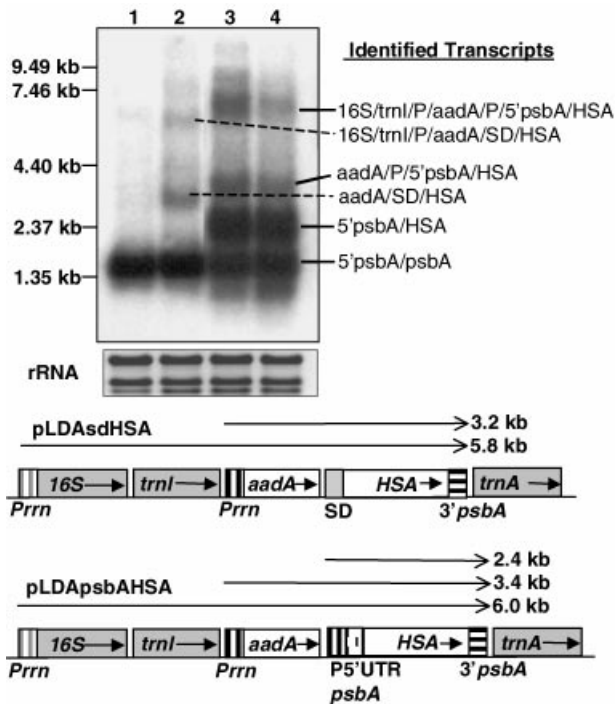 1 2 3 4
Identified Transcripts
9.49 kb
7.46 kb
16S/trnI/P/aadA/P/5'psbA/HSA
16S/trnI/P/aadA/SD/HSA
4.40 kb
aadA/P/5'psbA/HSA
aadA/SD/HSA
2.37 kb
5'psbA/HSA
5'psbA/psbA
1.35 kb
rRNA
pLDAsdHSA
3.2 kb
5.8 kb
16S trnI aadA HSA trnA
Prrn Prrn SD 3'psbA
2.4 kb
pLDApsbAHSA
3.4 kb
6.0 kb
16S trnI aadA HSA trnA
Prrn Prrn P5'UTR 3'psbA
psbA